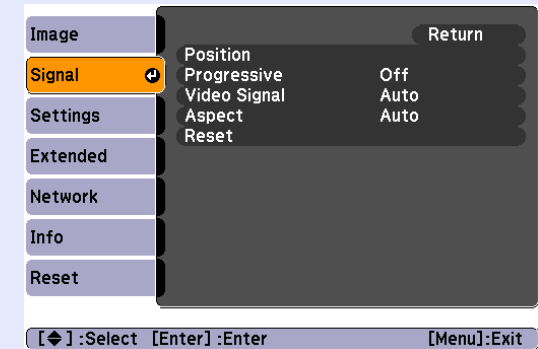 Image
Signal
Settings
Extended
Network
Info
Reset
Return
Position
Progressive Off
Video Signal Auto
Aspect Auto
Reset
[◆] :Select [Enter] :Enter [Menu]:Exit